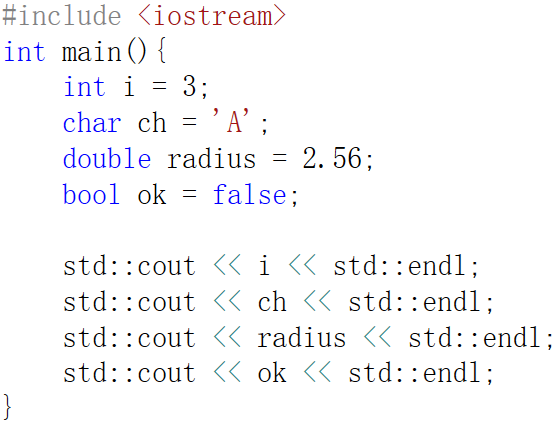 #include <iostream>
int main(){
    int i = 3;
    char ch = 'A';
    double radius = 2.56;
    bool ok = false;

    std::cout << i << std::endl;
    std::cout << ch << std::endl;
    std::cout << radius << std::endl;
    std::cout << ok << std::endl;
}